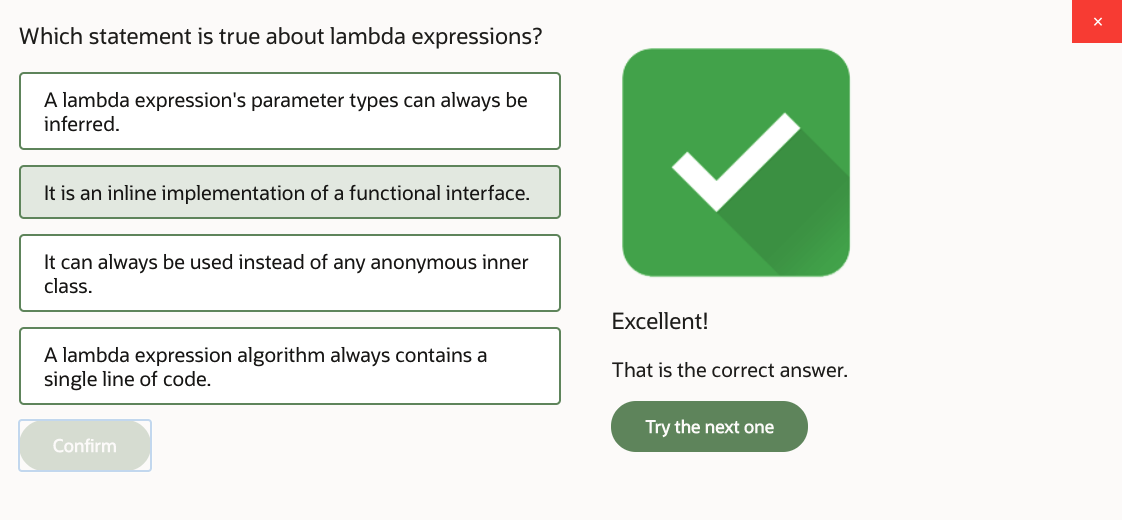 Which statement is true about lambda expressions?
×
A lambda expression's parameter types can always be
inferred.
It is an inline implementation of a functional interface.
It can always be used instead of any anonymous inner
class.
A lambda expression algorithm always contains a
single line of code.
Confirm
Excellent!
That is the correct answer.
Try the next one